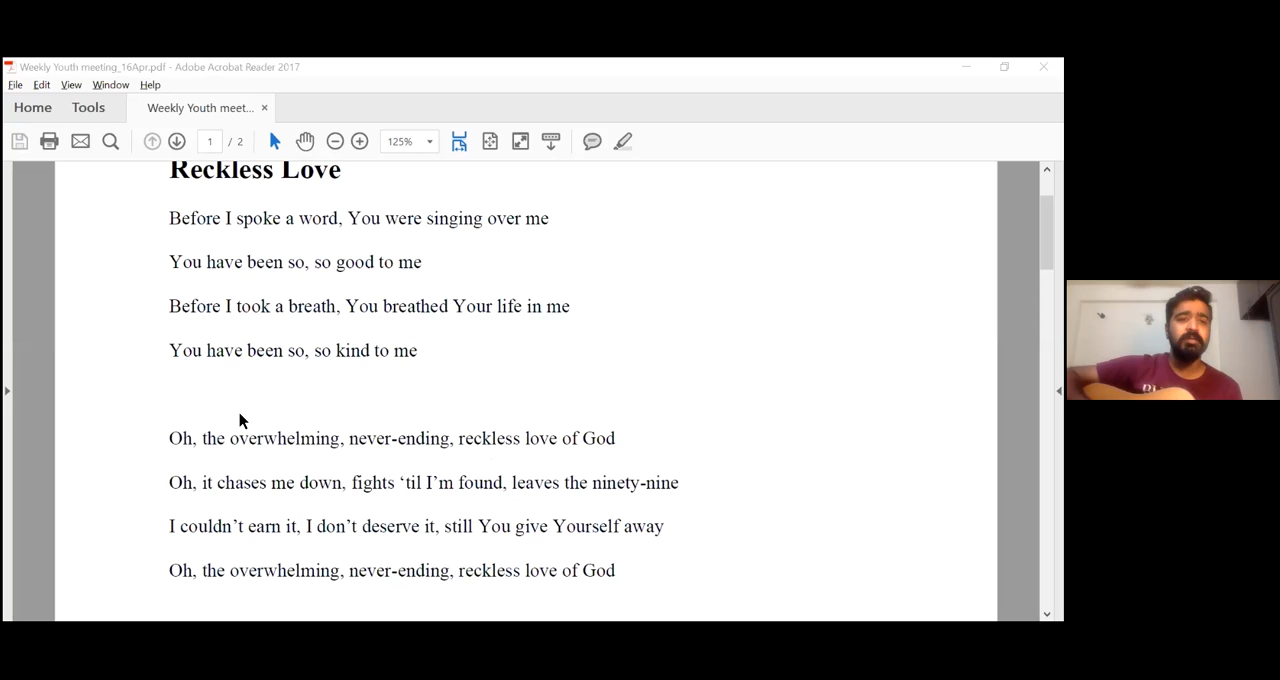 Weekly Youth meeting_16Apr.pdf - Adobe Acrobat Reader 2017
File Edit View Window Help
Home Tools Weekly Youth meet... ×
1 / 2 125%
Reckless Love
Before I spoke a word, You were singing over me
You have been so, so good to me
Before I took a breath, You breathed Your life in me
You have been so, so kind to me
Oh, the overwhelming, never-ending, reckless love of God
Oh, it chases me down, fights ‘til I’m found, leaves the ninety-nine
I couldn’t earn it, I don’t deserve it, still You give Yourself away
Oh, the overwhelming, never-ending, reckless love of God